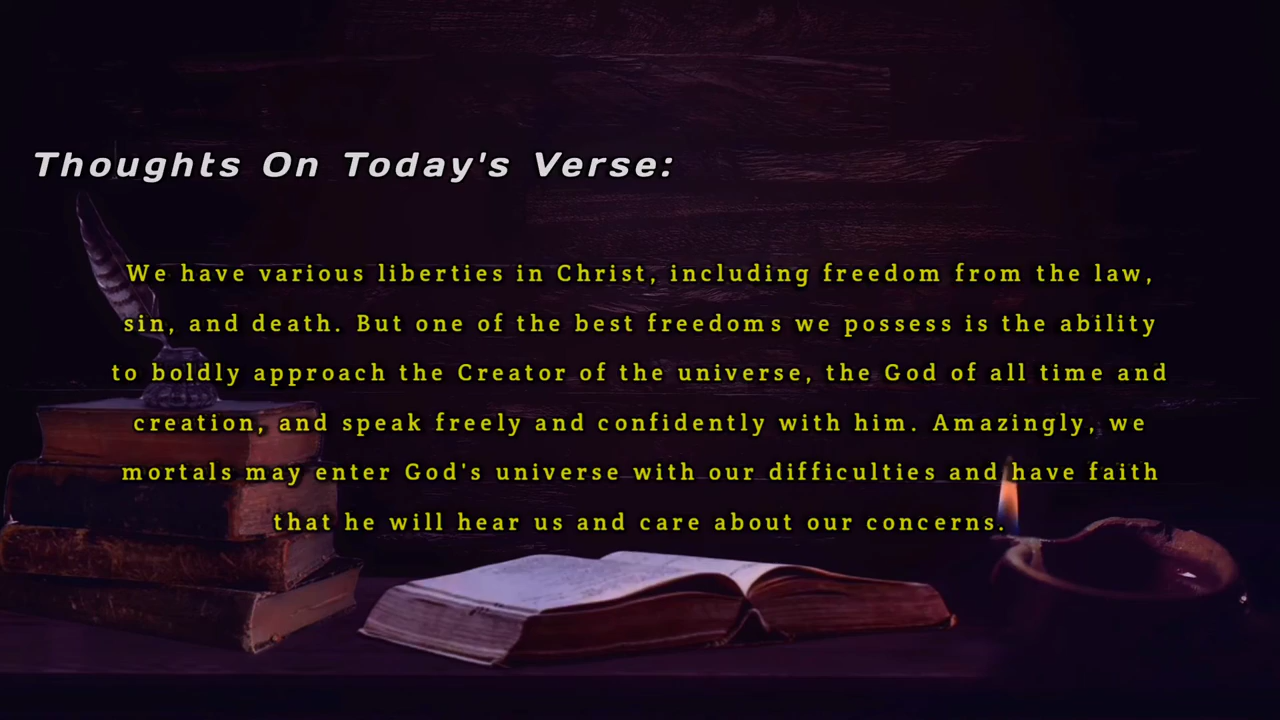 Thoughts On Today's Verse:
We have various liberties in Christ, including freedom from the law,
sin, and death. But one of the best freedoms we possess is the ability
to boldly approach the Creator of the universe, the God of all time and
creation, and speak freely and confidently with him. Amazingly, we
mortals may enter God's universe with our difficulties and have faith
that he will hear us and care about our concerns.